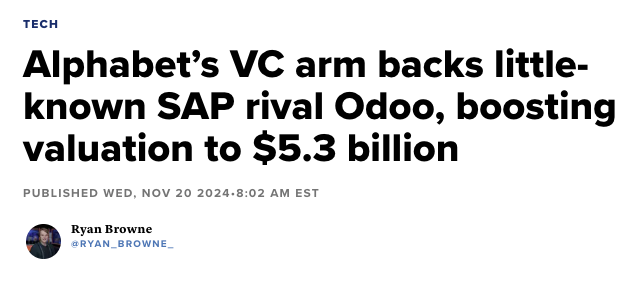 TECH
Alphabet’s VC arm backs little-
known SAP rival Odoo, boosting
valuation to $5.3 billion
PUBLISHED WED, NOV 20 2024•8:02 AM EST
Ryan Browne
@RYAN_BROWNE_